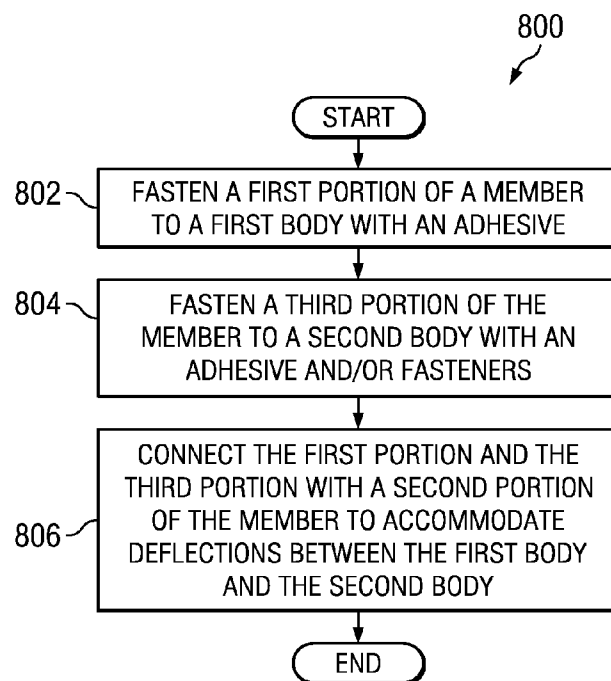 800
START
802
FASTEN A FIRST PORTION OF A MEMBER
TO A FIRST BODY WITH AN ADHESIVE
804
FASTEN A THIRD PORTION OF THE
MEMBER TO A SECOND BODY WITH AN
ADHESIVE AND/OR FASTENERS
806
CONNECT THE FIRST PORTION AND THE
THIRD PORTION WITH A SECOND PORTION
OF THE MEMBER TO ACCOMMODATE
DEFLECTIONS BETWEEN THE FIRST BODY
AND THE SECOND BODY
END